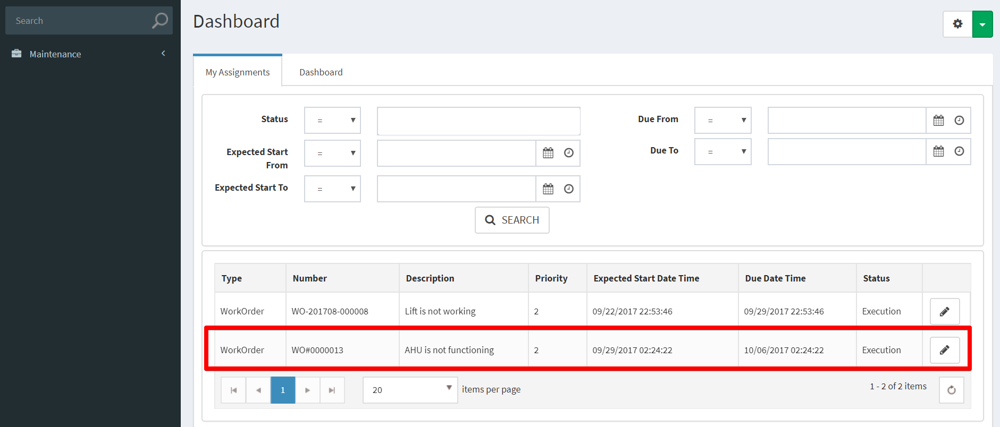 Search
Maintenance
Dashboard
My Assignments Dashboard
Status = Due From =
Expected Start From = Due To =
Expected Start To =
SEARCH
Type Number Description Priority Expected Start Date Time Due Date Time Status
WorkOrder WO-201708-000008 Lift is not working 2 09/22/2017 22:53:46 09/29/2017 22:53:46 Execution
WorkOrder WO#0000013 AHU is not functioning 2 09/29/2017 02:24:22 10/06/2017 02:24:22 Execution
1 20 items per page 1 - 2 of 2 items